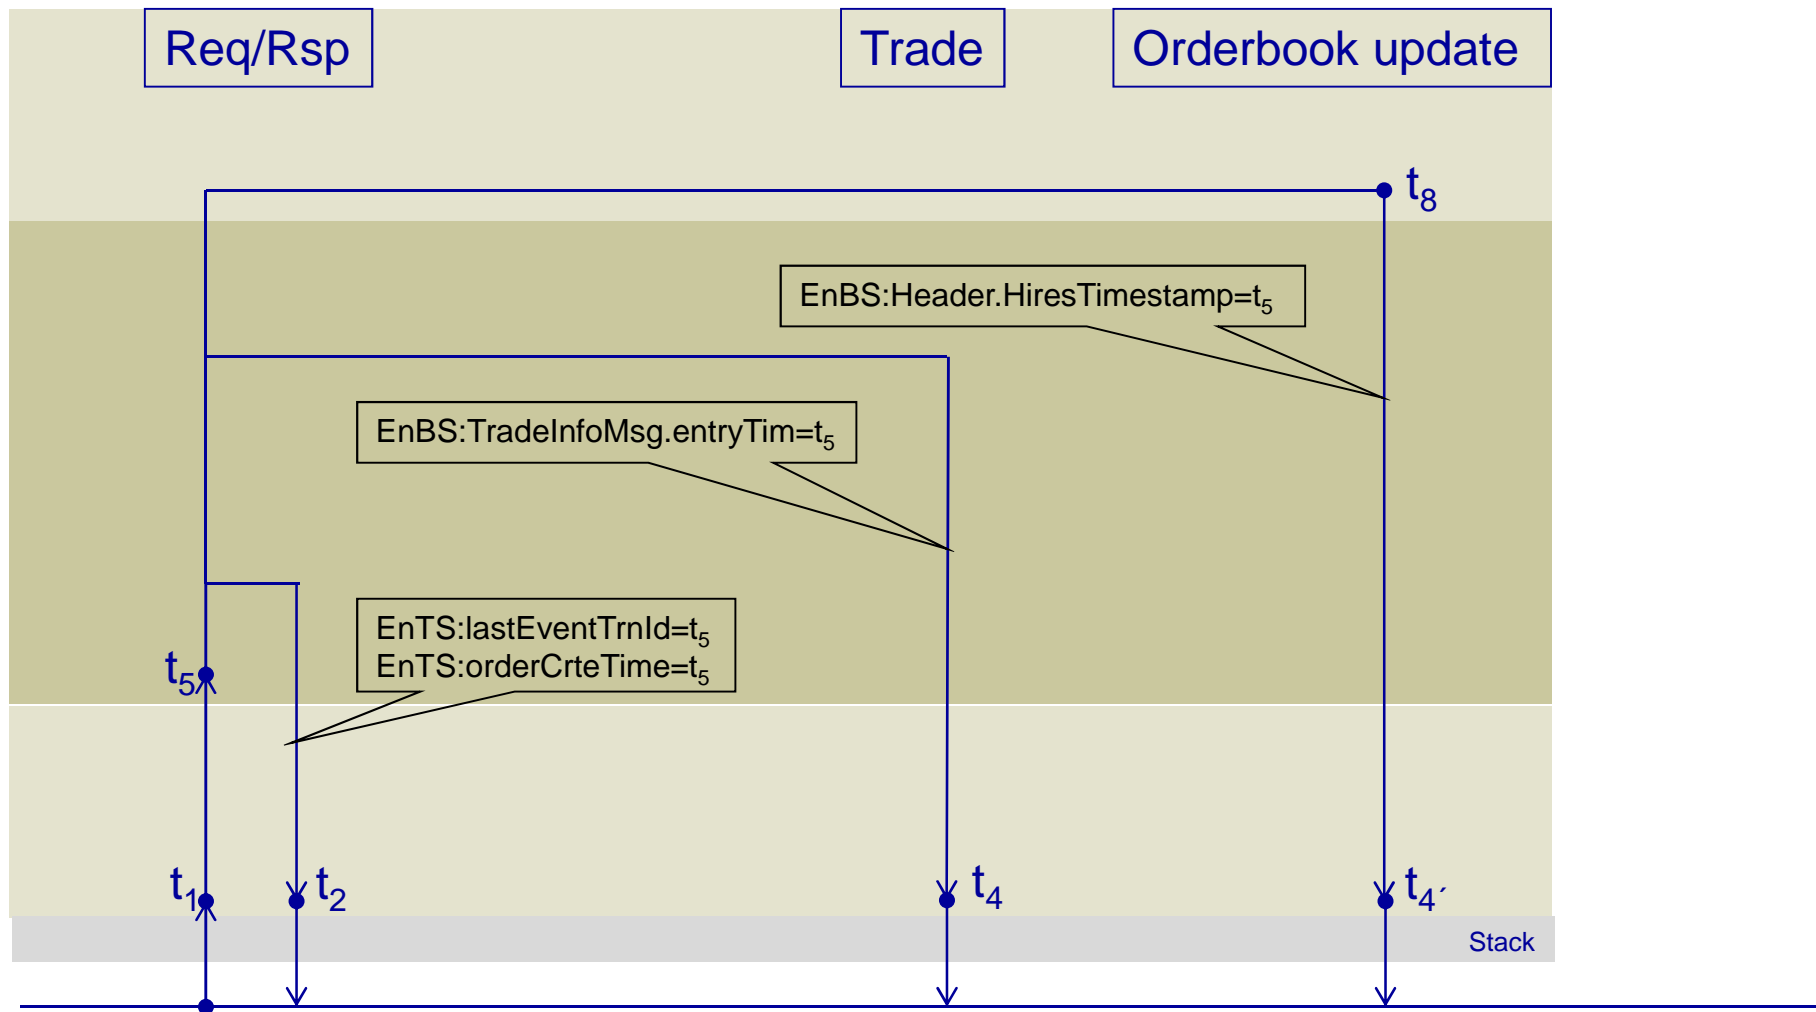 Req/Rsp
Trade
Orderbook update
t8
EnBS:Header.HiresTimestamp=t5
EnBS:TradeInfoMsg.entryTim=t5
EnTS:lastEventTrnId=t5
EnTS:orderCrteTime=t5
t5
t1
t2
t4
t4´
Stack